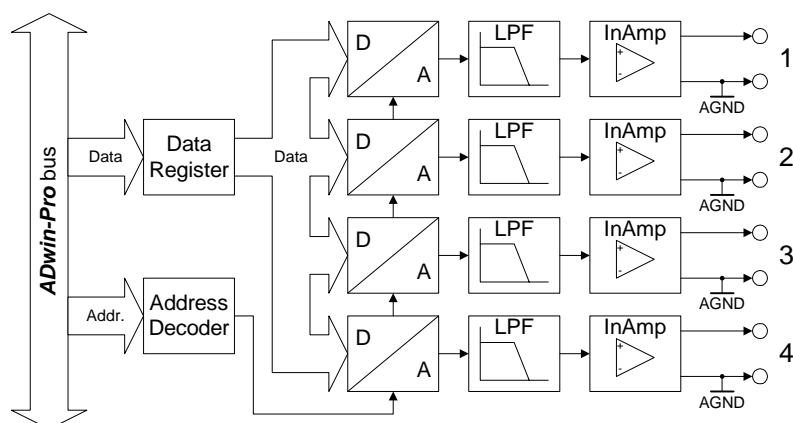 ADwin-Pro bus
Data
Data
Register
Data
Addr.
Address
Decoder
D
A
LPF
InAmp
+
-
AGND
1
D
A
LPF
InAmp
+
-
AGND
2
D
A
LPF
InAmp
+
-
AGND
3
D
A
LPF
InAmp
+
-
AGND
4